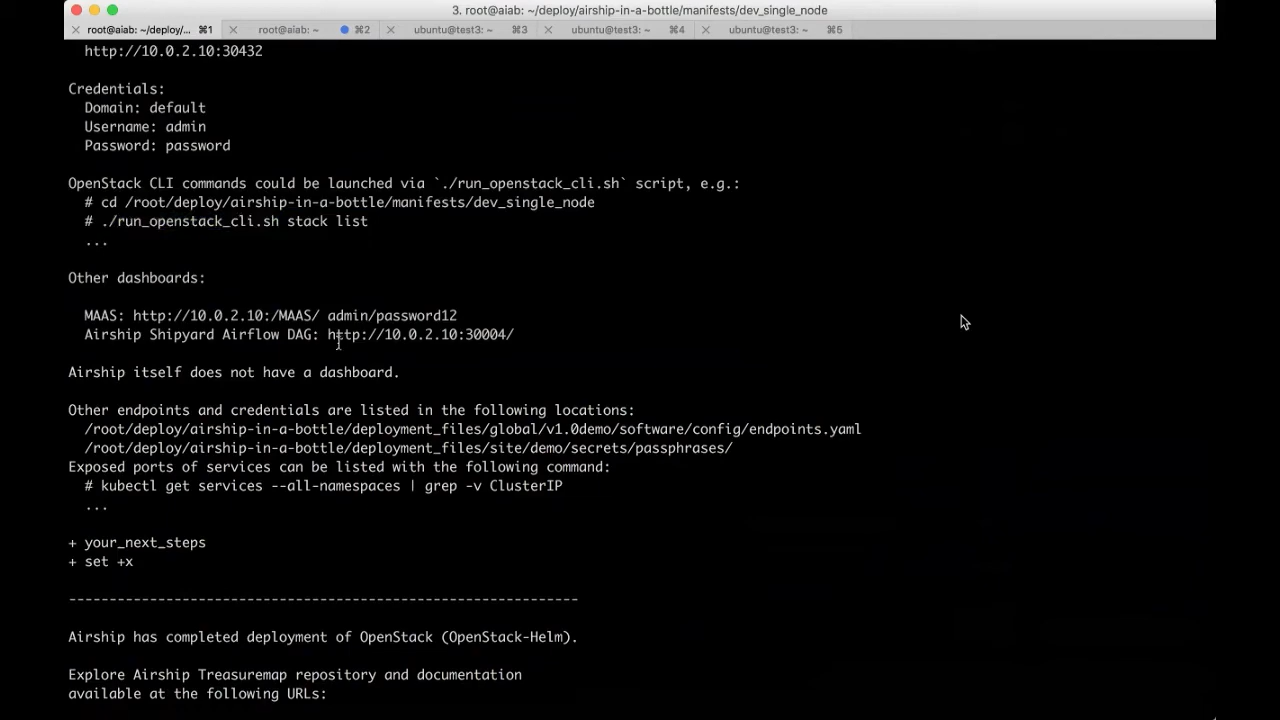 3. root@aiab: ~/deploy/airship-in-a-bottle/manifests/dev_single_node
root@aiab: ~/deploy/... ⌘1
root@aiab: ~ ⌘2
ubuntu@test3: ~ ⌘3
ubuntu@test3: ~ ⌘4
ubuntu@test3: ~ ⌘5
http://10.0.2.10:30432
Credentials:
Domain: default
Username: admin
Password: password
OpenStack CLI commands could be launched via `./run_openstack_cli.sh` script, e.g.:
# cd /root/deploy/airship-in-a-bottle/manifests/dev_single_node
# ./run_openstack_cli.sh stack list
...
Other dashboards:
MAAS: http://10.0.2.10:/MAAS/ admin/password12
Airship Shipyard Airflow DAG: http://10.0.2.10:30004/
Airship itself does not have a dashboard.
Other endpoints and credentials are listed in the following locations:
/root/deploy/airship-in-a-bottle/deployment_files/global/v1.0demo/software/config/endpoints.yaml
/root/deploy/airship-in-a-bottle/deployment_files/site/demo/secrets/passphrases/
Exposed ports of services can be listed with the following command:
# kubectl get services --all-namespaces | grep -v ClusterIP
...
+ your_next_steps
+ set +x
---------------------------------------------------------------
Airship has completed deployment of OpenStack (OpenStack-Helm).
Explore Airship Treasuremap repository and documentation
available at the following URLs: